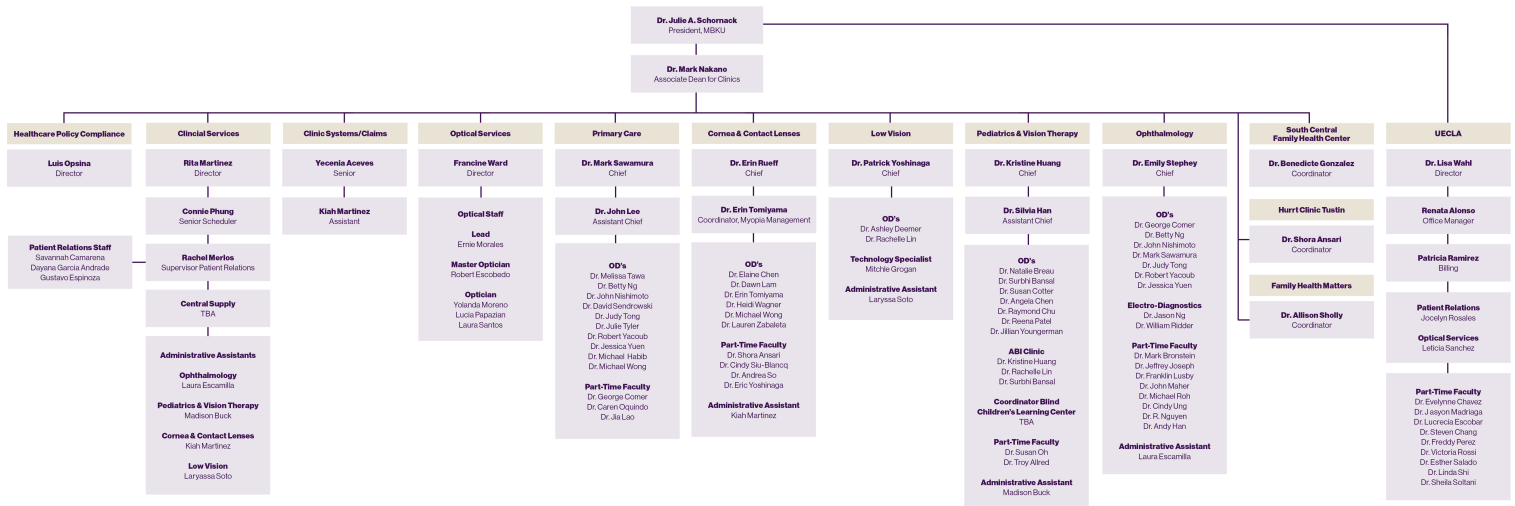 Dr. Julie A. Schornack
President, MBKU
Dr. Mark Nakano
Associate Dean for Clinics
Healthcare Policy Compliance
Luis Opsina
Director
Clincial Services
Rita Martinez
Director
Connie Phung
Senior Scheduler
Patient Relations Staff
Savannah Camarena
Dayana Garcia Andrade
Gustavo Espinoza
Rachel Merlos
Supervisor Patient Relations
Central Supply
TBA
Administrative Assistants
Ophthalmology
Laura Escamilla
Pediatrics & Vision Therapy
Madison Buck
Cornea & Contact Lenses
Kiah Martinez
Low Vision
Laryassa Soto
Clinic Systems/Claims
Yecenia Aceves
Senior
Kiah Martinez
Assistant
Optical Services
Francine Ward
Director
Optical Staff
Lead
Ernie Morales
Master Optician
Robert Escobedo
Optician
Yolanda Moreno
Lucia Papazian
Laura Santos
Primary Care
Dr. Mark Sawamura
Chief
Dr. John Lee
Assistant Chief
OD's
Dr. Melissa Tawa
Dr. Betty Ng
Dr. John Nishimoto
Dr. David Sendrowski
Dr. Judy Tong
Dr. Julie Tyler
Dr. Robert Yacoub
Dr. Jessica Yuen
Dr. Michael Habib
Dr. Michael Wong
Part-Time Faculty
Dr. George Comer
Dr. Caren Oquindo
Dr. Jia Lao
Cornea & Contact Lenses
Dr. Erin Rueff
Chief
Dr. Erin Tomiyama
Coordinator, Myopia Management
OD's
Dr. Elaine Chen
Dr. Dawn Lam
Dr. Erin Tomiyama
Dr. Heidi Wagner
Dr. Michael Wong
Dr. Lauren Zabaleta
Part-Time Faculty
Dr. Shora Ansari
Dr. Cindy Siu-Blancq
Dr. Andrea So
Dr. Eric Yoshinaga
Administrative Assistant
Kiah Martinez
Low Vision
Dr. Patrick Yoshinaga
Chief
OD's
Dr. Ashley Deemer
Dr. Rachelle Lin
Technology Specialist
Mitchie Grogan
Administrative Assistant
Laryssa Soto
Pediatrics & Vision Therapy
Dr. Kristine Huang
Chief
Dr. Silvia Han
Assistant Chief
OD's
Dr. Natalie Breau
Dr. Surbhi Bansal
Dr. Susan Cotter
Dr. Angela Chen
Dr. Raymond Chu
Dr. Reena Patel
Dr. Jillian Youngerman
ABI Clinic
Dr. Kristine Huang
Dr. Rachelle Lin
Dr. Surbhi Bansal
Coordinator Blind
Children's Learning Center
TBA
Part-Time Faculty
Dr. Susan Oh
Dr. Troy Allred
Administrative Assistant
Madison Buck
Ophthalmology
Dr. Emily Stephey
Chief
OD's
Dr. George Comer
Dr. Betty Ng
Dr. John Nishimoto
Dr. Mark Sawamura
Dr. Judy Tong
Dr. Robert Yacoub
Dr. Jessica Yuen
Electro-Diagnostics
Dr. Jason Ng
Dr. William Ridder
Part-Time Faculty
Dr. Mark Bronstein
Dr. Jeffrey Joseph
Dr. Franklin Lusby
Dr. John Maher
Dr. Michael Roh
Dr. Cindy Ung
Dr. R. Nguyen
Dr. Andy Han
Administrative Assistant
Laura Escamilla
South Central
Family Health Center
Dr. Benedicte Gonzalez
Coordinator
Hurrt Clinic Tustin
Dr. Shora Ansari
Coordinator
Family Health Matters
Dr. Allison Sholly
Coordinator
UECLA
Dr. Lisa Wahl
Director
Renata Alonso
Office Manager
Patricia Ramirez
Billing
Patient Relations
Jocelyn Rosales
Optical Services
Leticia Sanchez
Part-Time Faculty
Dr. Evelynne Chavez
Dr. Jasyon Madriaga
Dr. Lucrecia Escobar
Dr. Steven Chang
Dr. Freddy Perez
Dr. Victoria Rossi
Dr. Esther Salado
Dr. Linda Shi
Dr. Sheila Soltani